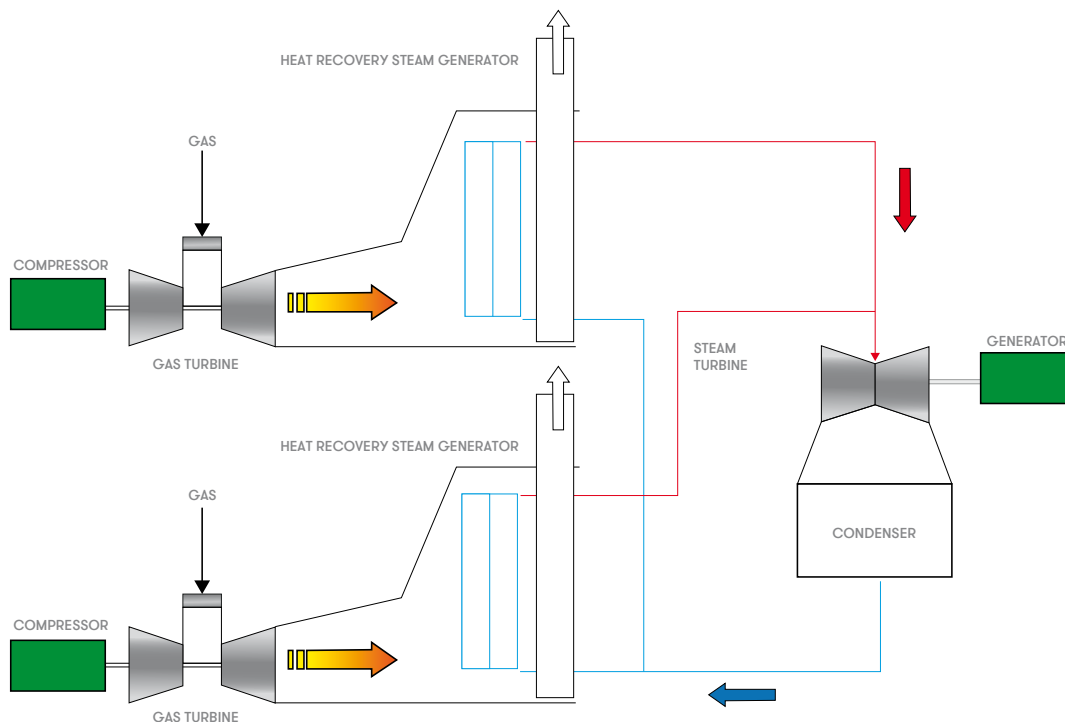 HEAT RECOVERY STEAM GENERATOR
GAS
COMPRESSOR
GAS TURBINE
STEAM
TURBINE
GENERATOR
HEAT RECOVERY STEAM GENERATOR
GAS
CONDENSER
COMPRESSOR
GAS TURBINE